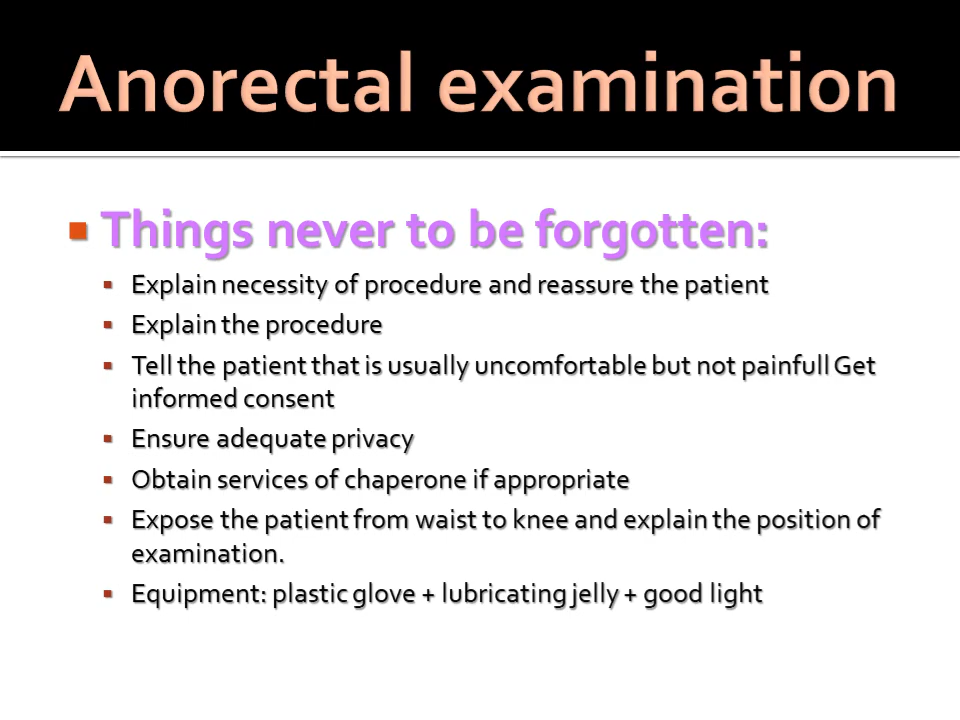 Anorectal examination
Things never to be forgotten:
Explain necessity of procedure and reassure the patient
Explain the procedure
Tell the patient that is usually uncomfortable but not painfull Get
informed consent
Ensure adequate privacy
Obtain services of chaperone if appropriate
Expose the patient from waist to knee and explain the position of
examination.
Equipment: plastic glove + lubricating jelly + good light